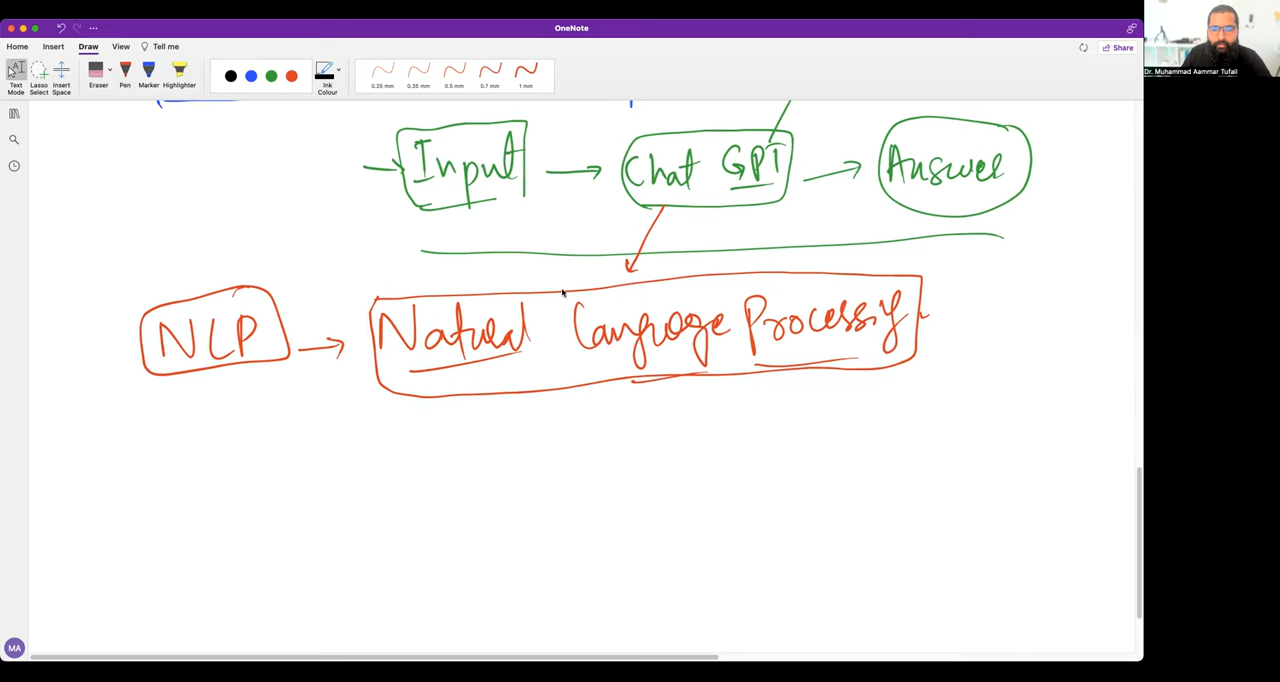 OneNote
Home Insert Draw View Tell me
Share
Text Mode
Lasso Select
Insert Space
Eraser
Pen
Marker
Highlighter
Ink Colour
0.25 mm 0.35 mm 0.5 mm 0.7 mm 1 mm
Dr. Muhammad Aammar Tufail
Input → Chat GPT → Answer
NLP → Natural Language Processig
MA